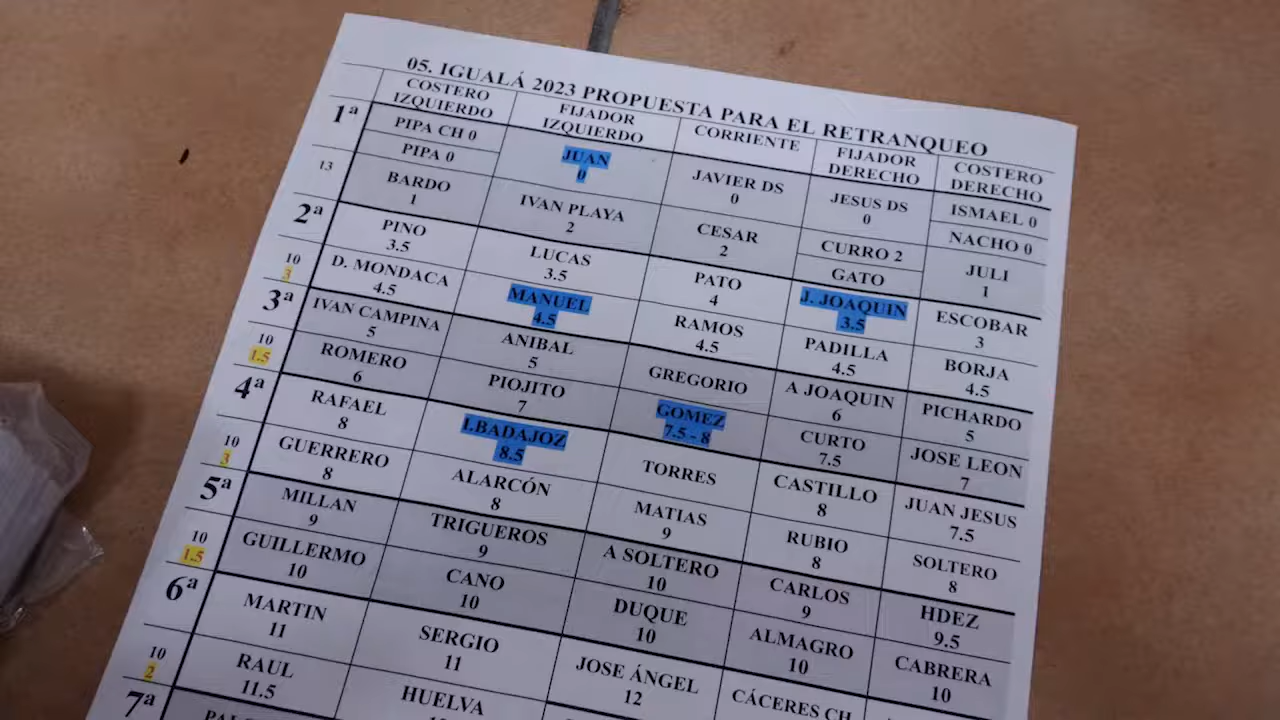 05. IGUALÁ 2023 PROPUESTA PARA EL RETRANQUEO
COSTERO IZQUIERDO FIJADOR IZQUIERDO CORRIENTE FIJADOR DERECHO COSTERO DERECHO
1ª
PIPA CH 0
PIPA 0
JUAN 0
JAVIER DS 0
JESUS DS 0
ISMAEL 0
NACHO 0
13
BARDO 1
IVAN PLAYA 2
CESAR 2
CURRO 2
GATO
JULI 1
2ª
PINO 3.5
LUCAS 3.5
PATO 4
J. JOAQUIN 3.5
ESCOBAR 3
10
3
D. MONDACA 4.5
MANUEL 4.5
RAMOS 4.5
PADILLA 4.5
BORJA 4.5
3ª
IVAN CAMPINA 5
ANIBAL 5
GREGORIO
A JOAQUIN 6
PICHARDO 5
10
1.5
ROMERO 6
PIOJITO 7
GOMEZ 7.5 - 8
CURTO 7.5
JOSE LEON 7
4ª
RAFAEL 8
I.BADAJOZ 8.5
TORRES
CASTILLO 8
JUAN JESUS 7.5
10
3
GUERRERO 8
ALARCÓN 8
MATIAS 9
RUBIO 8
SOLTERO 8
5ª
MILLAN 9
TRIGUEROS 9
A SOLTERO 10
CARLOS 9
HDEZ 9.5
10
1.5
GUILLERMO 10
CANO 10
DUQUE 10
ALMAGRO 10
CABRERA 10
6ª
MARTIN 11
SERGIO 11
JOSE ÁNGEL 12
CÁCERES CH
10
2
RAUL 11.5
HUELVA
7ª